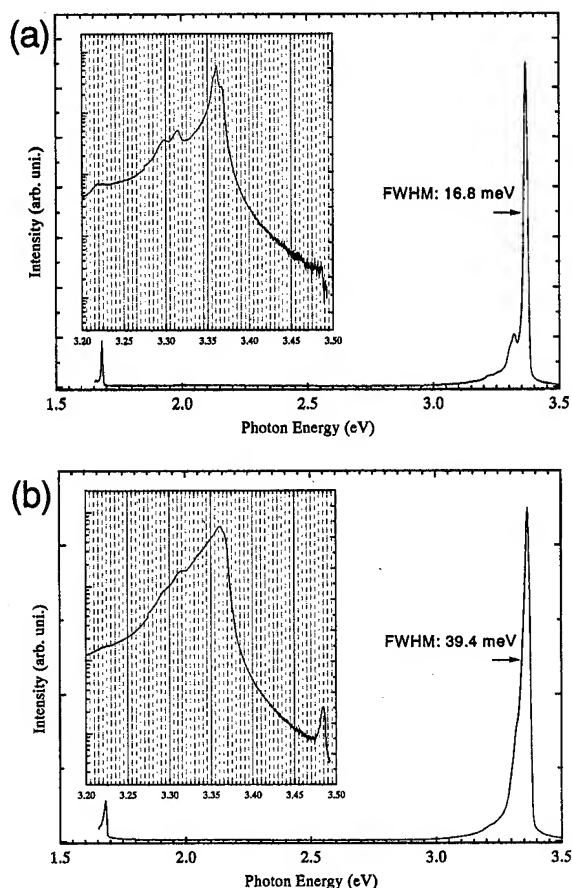 (a)
Intensity (arb. uni.)
FWHM: 16.8 meV
3.20 3.25 3.30 3.35 3.40 3.45 3.50
1.5 2.0 2.5 3.0 3.5
Photon Energy (eV)
(b)
Intensity (arb. uni.)
FWHM: 39.4 meV
3.20 3.25 3.30 3.35 3.40 3.45 3.50
1.5 2.0 2.5 3.0 3.5
Photon Energy (eV)